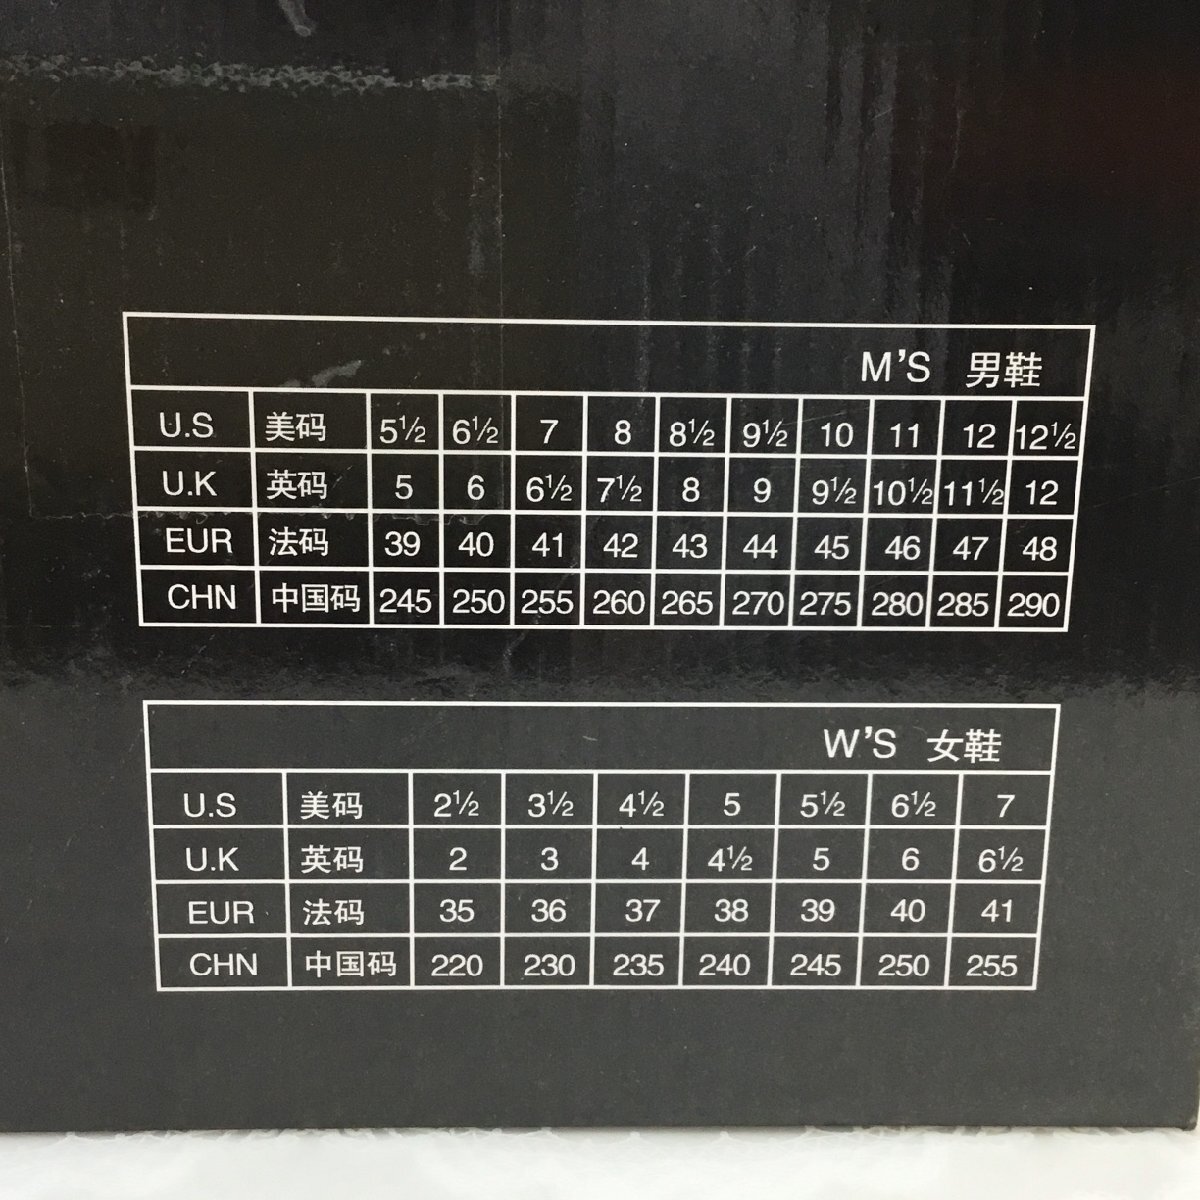 M'S 男鞋
U.S 美码 5½ 6½ 7 8 8½ 9½ 10 11 12 12½
U.K 英码 5 6 6½ 7½ 8 9 9½ 10½ 11½ 12
EUR 法码 39 40 41 42 43 44 45 46 47 48
CHN 中国码 245 250 255 260 265 270 275 280 285 290
W'S 女鞋
U.S 美码 2½ 3½ 4½ 5 5½ 6½ 7
U.K 英码 2 3 4 4½ 5 6 6½
EUR 法码 35 36 37 38 39 40 41
CHN 中国码 220 230 235 240 245 250 255